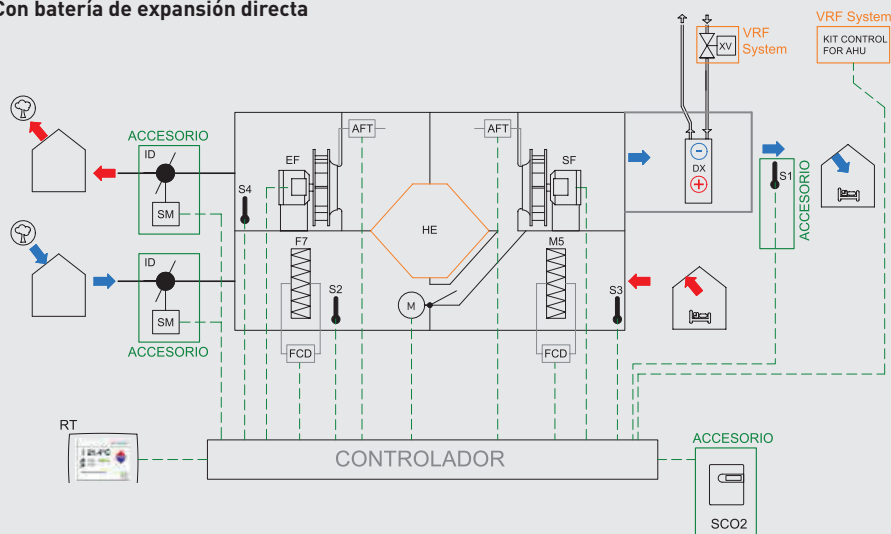 Con batería de expansión directa
VRF System
KIT CONTROL
FOR AHU
VRF
System
XV
ACCESORIO
ID
SM
AFT
AFT
EF
SF
S4
DX
S1
ACCESORIO
HE
F7
M5
ID
SM
ACCESORIO
S2
M
S3
FCD
FCD
RT
21.4°C
CONTROLADOR
ACCESORIO
SCO2